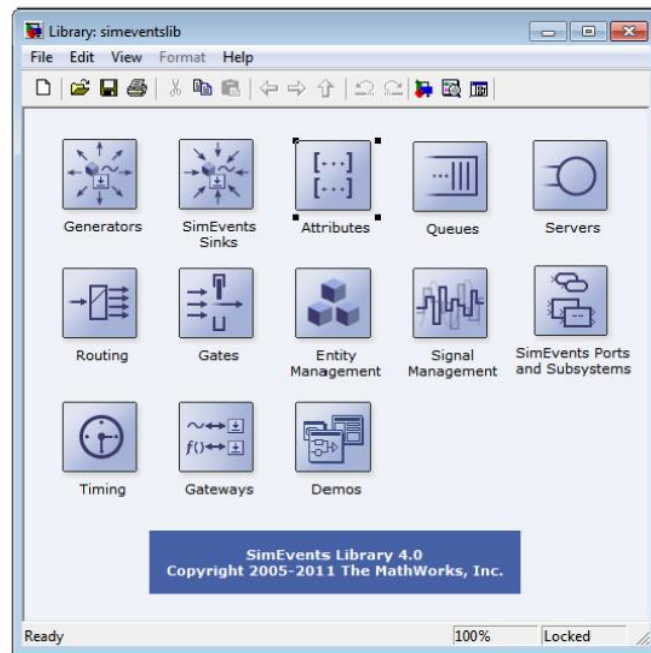 Library: simeventslib
File Edit View Format Help
[...]
[...]
Generators
SimEvents
Sinks
Attributes
Queues
Servers
Routing
Gates
Entity
Management
Signal
Management
SimEvents Ports
and Subsystems
f()
Timing
Gateways
Demos
SimEvents Library 4.0
Copyright 2005-2011 The MathWorks, Inc.
Ready 100% Locked